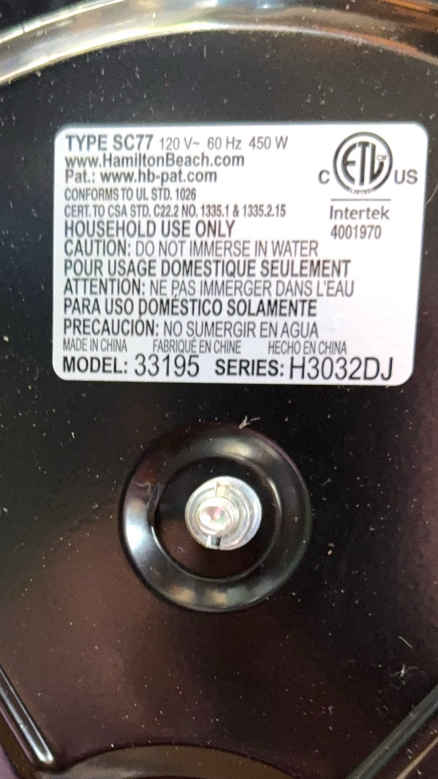 TYPE SC77 120 V~ 60 Hz 450 W
www.HamiltonBeach.com
Pat.: www.hb-pat.com
CONFORMS TO UL STD. 1026
CERT. TO CSA STD. C22.2 NO. 1335.1 & 1335.2.15
HOUSEHOLD USE ONLY
CAUTION: DO NOT IMMERSE IN WATER
POUR USAGE DOMESTIQUE SEULEMENT
ATTENTION: NE PAS IMMERGER DANS L'EAU
PARA USO DOMÉSTICO SOLAMENTE
PRECAUCIÓN: NO SUMERGIR EN AGUA
MADE IN CHINA FABRIQUÉ EN CHINE HECHO EN CHINA
MODEL: 33195 SERIES: H3032DJ
C ETL US
Intertek
4001970